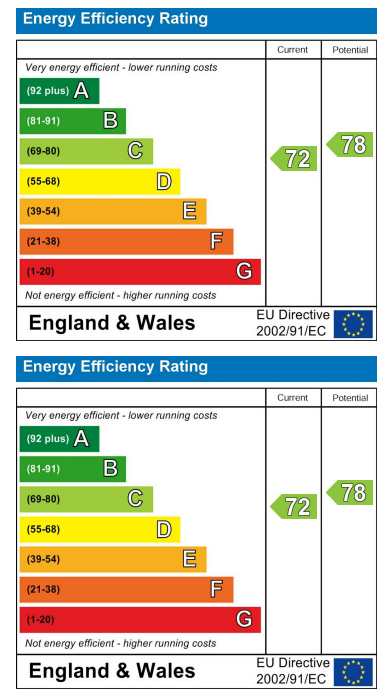 Energy Efficiency Rating
Current Potential
Very energy efficient - lower running costs
(92 plus) A
(81-91) B
(69-80) C 72 78
(55-68) D
(39-54) E
(21-38) F
(1-20) G
Not energy efficient - higher running costs
England & Wales
EU Directive
2002/91/EC
Energy Efficiency Rating
Current Potential
Very energy efficient - lower running costs
(92 plus) A
(81-91) B
(69-80) C 72 78
(55-68) D
(39-54) E
(21-38) F
(1-20) G
Not energy efficient - higher running costs
England & Wales
EU Directive
2002/91/EC